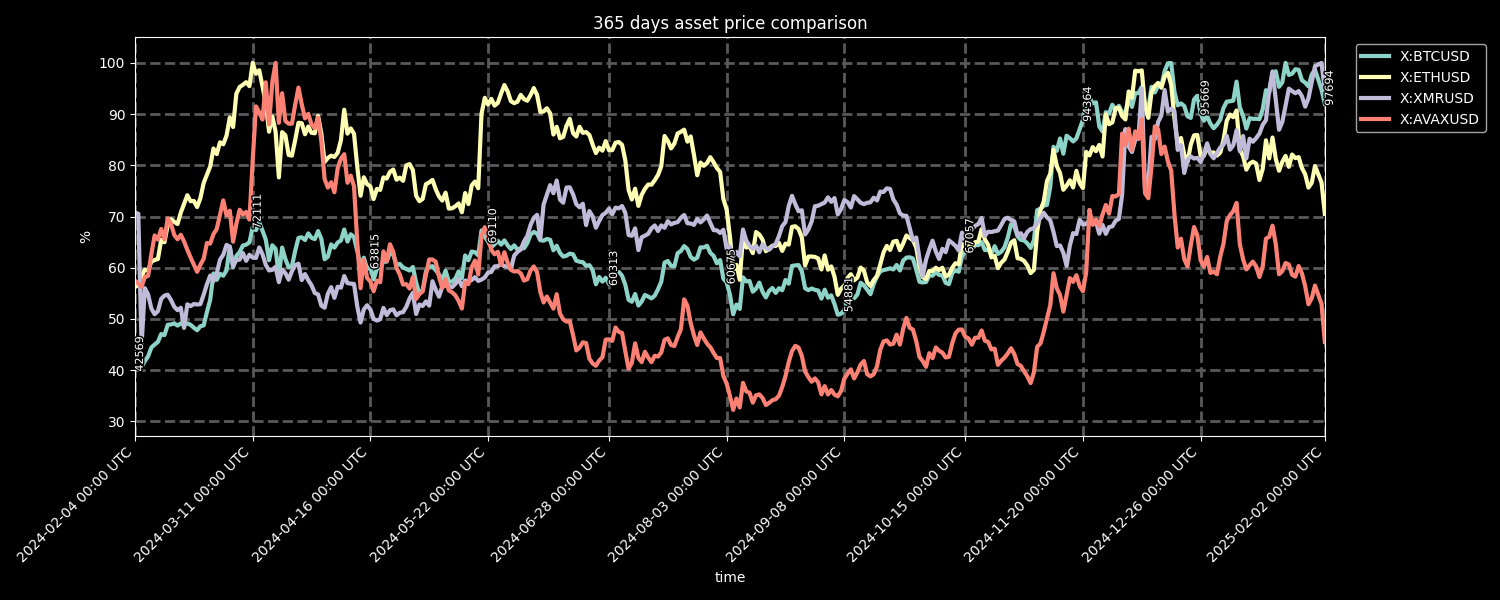 365 days asset price comparison
X:BTCUSD
X:ETHUSD
X:XMRUSD
X:AVAXUSD
%
100
90
80
70
60
50
40
30
42569
72111
63815
69110
60313
60675
54881
67057
94364
95669
97694
2024-02-04 00:00 UTC
2024-03-11 00:00 UTC
2024-04-16 00:00 UTC
2024-05-22 00:00 UTC
2024-06-28 00:00 UTC
2024-08-03 00:00 UTC
2024-09-08 00:00 UTC
2024-10-15 00:00 UTC
2024-11-20 00:00 UTC
2024-12-26 00:00 UTC
2025-02-02 00:00 UTC
time